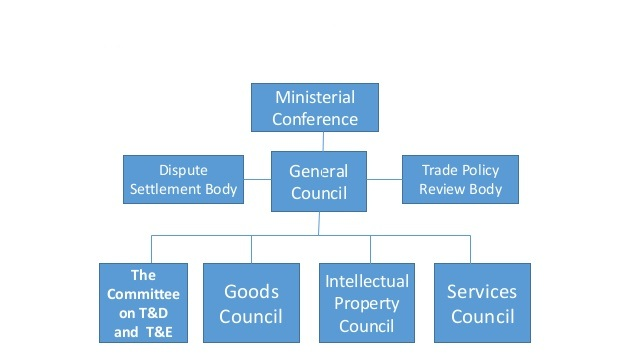 Ministerial
Conference
Dispute
Settlement Body
General
Council
Trade Policy
Review Body
The
Committee
on T&D
and T&E
Goods
Council
Intellectual
Property
Council
Services
Council